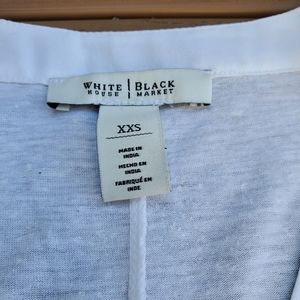 WHITE | BLACK
HOUSE | MARKET
XXS
MADE IN
INDIA
HECHO EN
INDIA
FABRIQUÉ EN
INDE